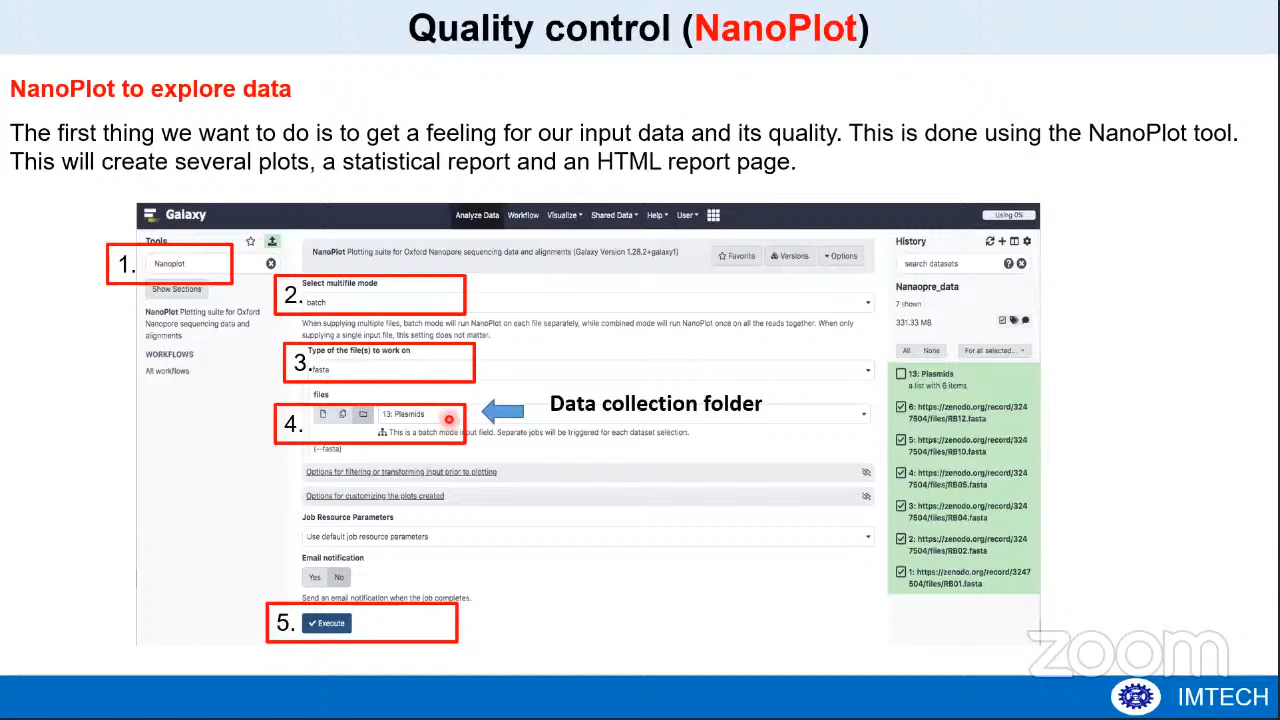 Quality control (NanoPlot)
NanoPlot to explore data
The first thing we want to do is to get a feeling for our input data and its quality. This is done using the NanoPlot tool.
This will create several plots, a statistical report and an HTML report page.
Galaxy
Analyze Data Workflow Visualize Shared Data Help User
Using 0%
Tools
1. Nanoplot
Show Sections
NanoPlot Plotting suite for Oxford
Nanopore sequencing data and
alignments
WORKFLOWS
All workflows
NanoPlot Plotting suite for Oxford Nanopore sequencing data and alignments (Galaxy Version 1.28.2+galaxy1)
Favorite Versions Options
Select multifile mode
2. batch
When supplying multiple files, batch mode will run NanoPlot on each file separately, while combined mode will run NanoPlot once on all the reads together. When only
supplying a single input file, this setting does not matter.
Type of the file(s) to work on
3. fasta
files
4. 13: Plasmids
Data collection folder
This is a batch mode input field. Separate jobs will be triggered for each dataset selection.
(--fasta)
Options for filtering or transforming input prior to plotting
Options for customizing the plots created
Job Resource Parameters
Use default job resource parameters
Email notification
Yes No
Send an email notification when the job completes.
5. Execute
History
search datasets
Nanaopre_data
7 shown
331.33 MB
All None For all selected...
13: Plasmids
a list with 6 items
6: https://zenodo.org/record/324
7504/files/RB12.fasta
5: https://zenodo.org/record/324
7504/files/RB10.fasta
4: https://zenodo.org/record/324
7504/files/RB05.fasta
3: https://zenodo.org/record/324
7504/files/RB04.fasta
2: https://zenodo.org/record/324
7504/files/RB02.fasta
1: https://zenodo.org/record/3247
504/files/RB01.fasta
zoom
IMTECH